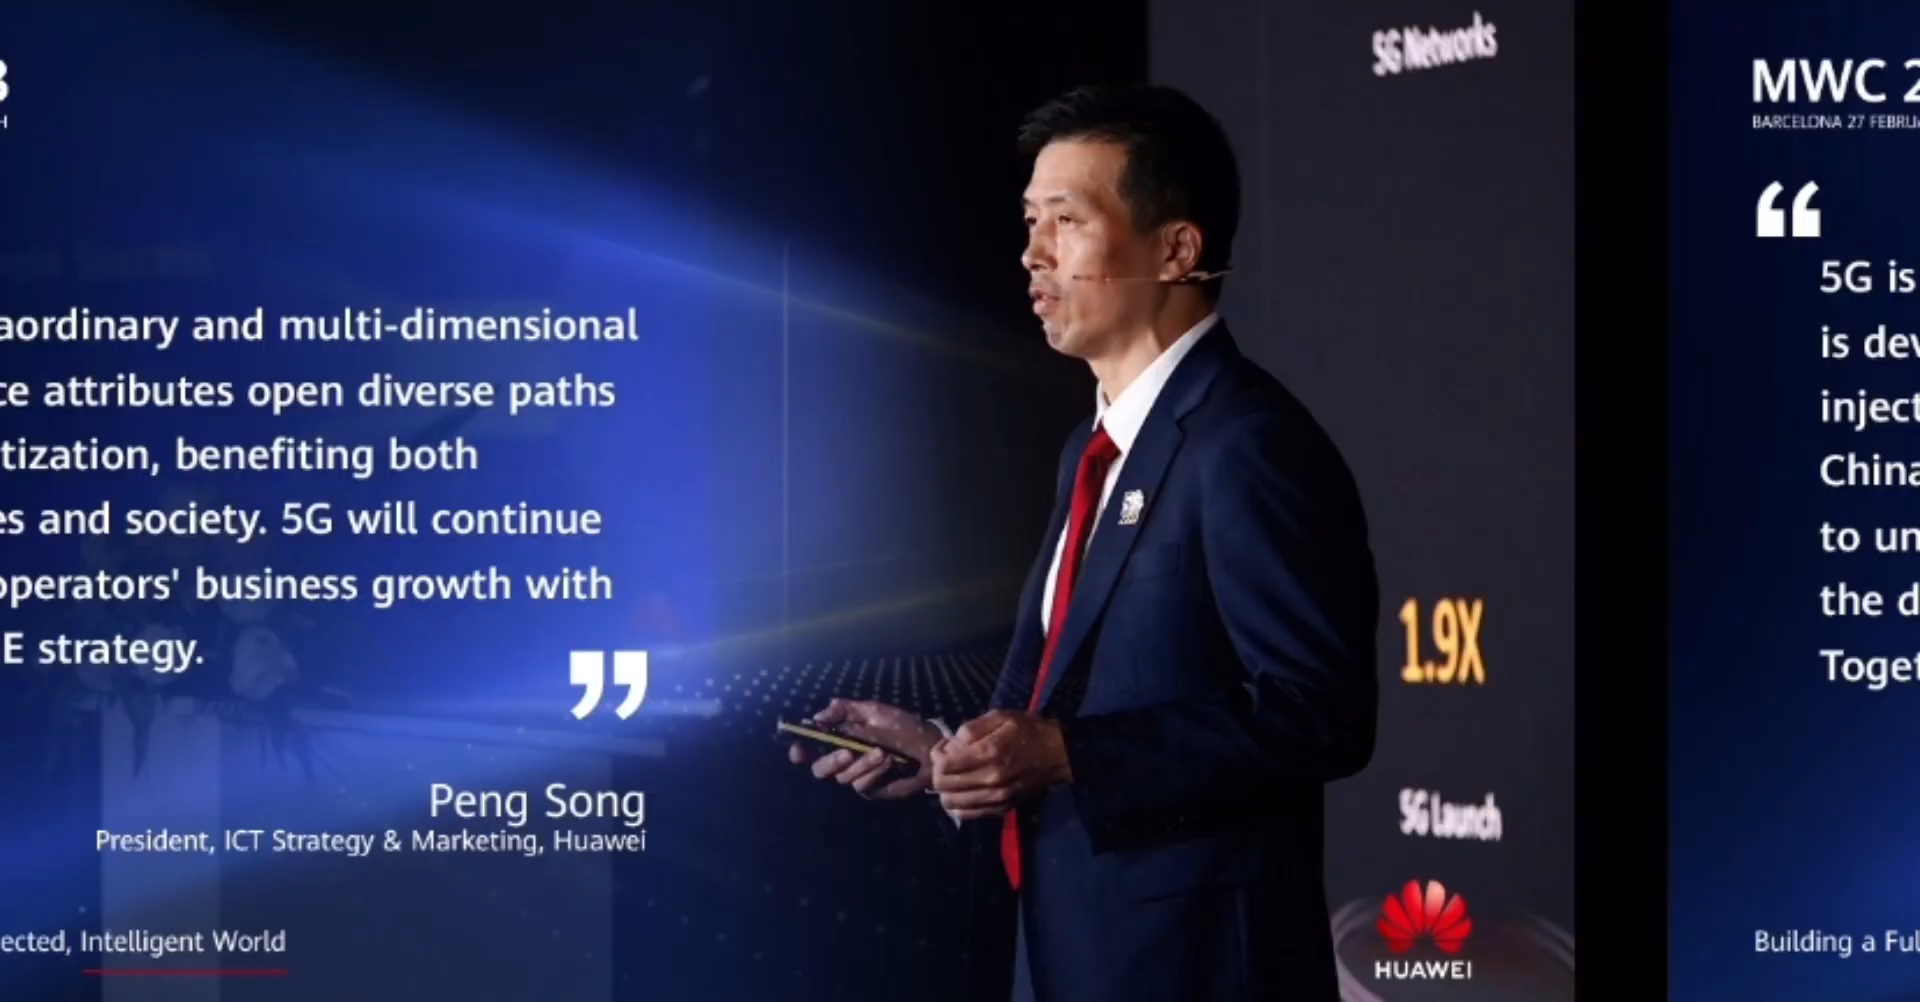 3
H
aordinary and multi-dimensional
ce attributes open diverse paths
tization, benefiting both
es and society. 5G will continue
operators' business growth with
E strategy.
”
Peng Song
President, ICT Strategy & Marketing, Huawei
ected, Intelligent World
5G Networks
1.9X
5G Launch
HUAWEI
MWC 2
BARCELONA 27 FEBRU
“
5G is
is dev
inject
China
to un
the d
Toget
Building a Ful